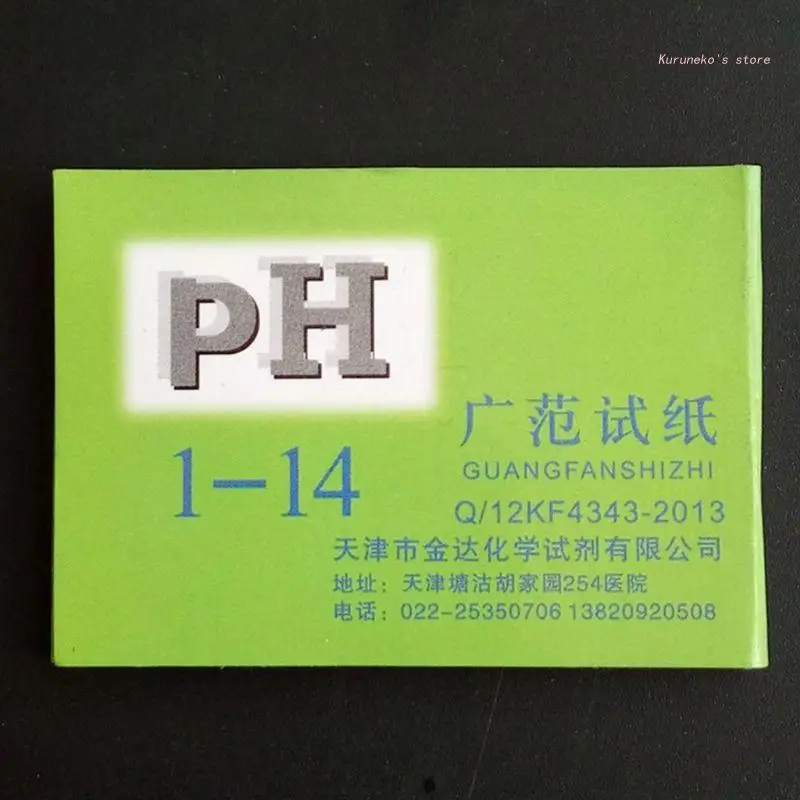 Kuruneko's store
pH
1-14
广范试纸
GUANGFANSHIZHI
Q/12KF4343-2013
天津市金达化学试剂有限公司
地址：天津塘沽胡家园254医院
电话：022-25350706 13820920508